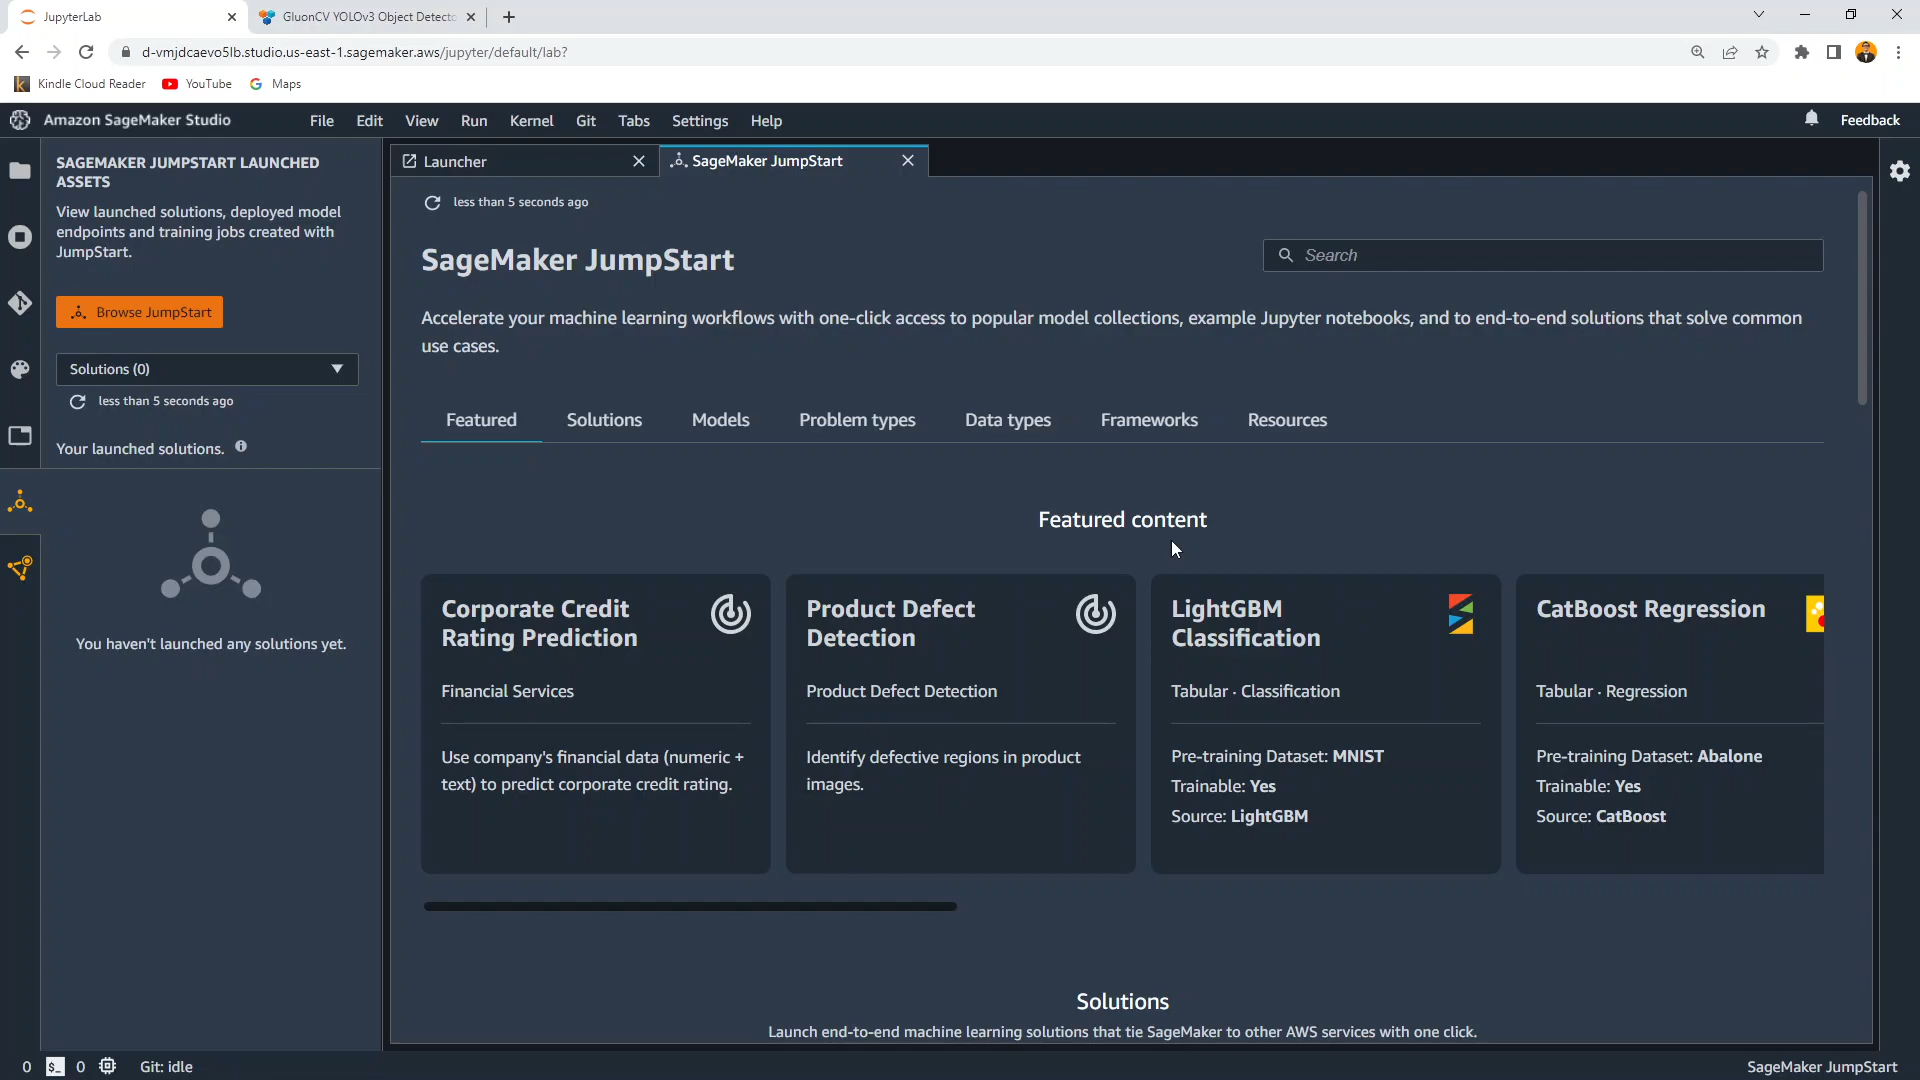 JupyterLab
GluonCV YOLOv3 Object Detecto
d-vmjdcaevo5lb.studio.us-east-1.sagemaker.aws/jupyter/default/lab?
Kindle Cloud Reader
YouTube
Maps
Amazon SageMaker Studio
File
Edit
View
Run
Kernel
Git
Tabs
Settings
Help
Feedback
SAGEMAKER JUMPSTART LAUNCHED
ASSETS
View launched solutions, deployed model
endpoints and training jobs created with
JumpStart.
Browse JumpStart
Solutions (0)
less than 5 seconds ago
Your launched solutions.
You haven't launched any solutions yet.
Launcher
SageMaker JumpStart
less than 5 seconds ago
SageMaker JumpStart
Search
Accelerate your machine learning workflows with one-click access to popular model collections, example Jupyter notebooks, and to end-to-end solutions that solve common
use cases.
Featured
Solutions
Models
Problem types
Data types
Frameworks
Resources
Featured content
Corporate Credit
Rating Prediction
Financial Services
Use company's financial data (numeric +
text) to predict corporate credit rating.
Product Defect
Detection
Product Defect Detection
Identify defective regions in product
images.
LightGBM
Classification
Tabular · Classification
Pre-training Dataset: MNIST
Trainable: Yes
Source: LightGBM
CatBoost Regression
Tabular · Regression
Pre-training Dataset: Abalone
Trainable: Yes
Source: CatBoost
Solutions
Launch end-to-end machine learning solutions that tie SageMaker to other AWS services with one click.
0
$_
0
Git: idle
SageMaker JumpStart